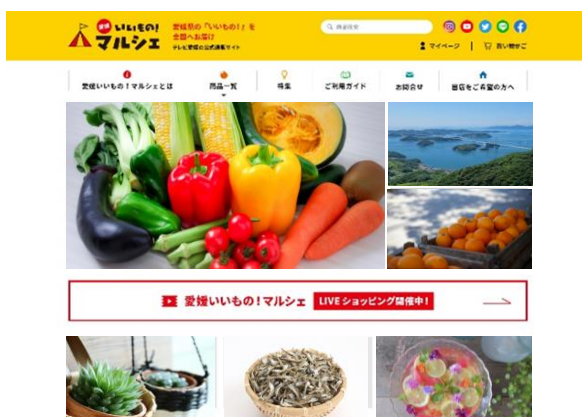 愛媛
いいもの!
マルシェ
愛媛県の『いいもの!』を
全国へお届け
テレビ愛媛の公式通販サイト
商品検索
マイページ
買い物かご
愛媛いいもの!マルシェとは
商品一覧
特集
ご利用ガイド
お問合せ
出店をご希望の方へ
愛媛いいもの!マルシェ LIVEショッピング開催中!